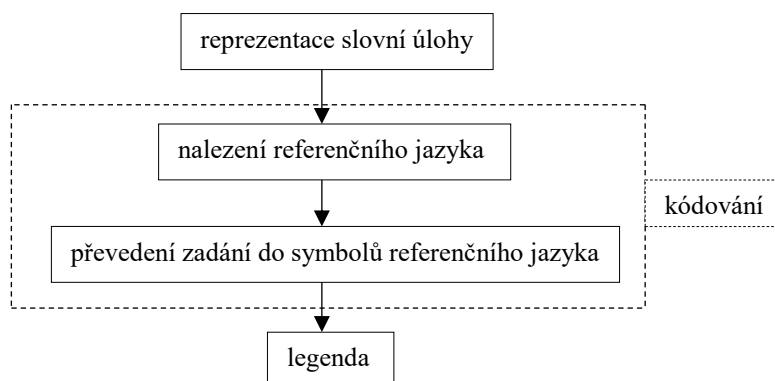 reprezentace slovní úlohy
nalezení referenčního jazyka
kódování
převedení zadání do symbolů referenčního jazyka
legenda